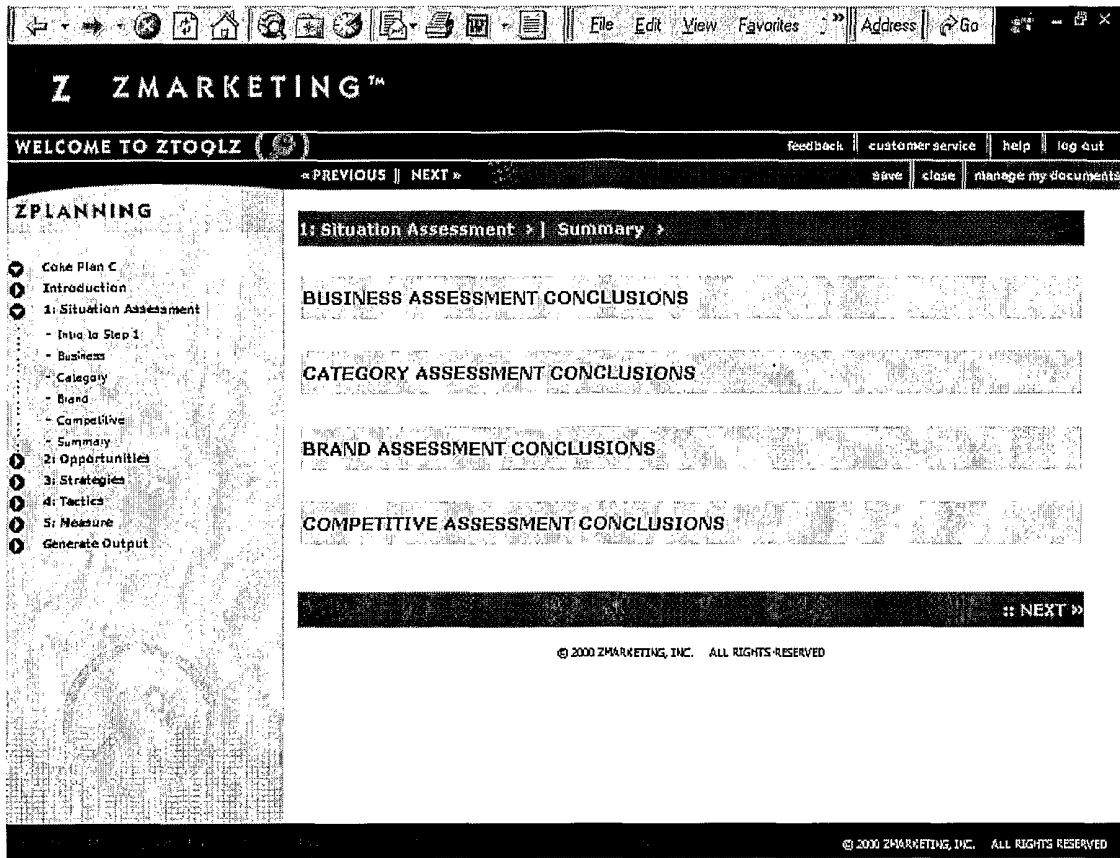 File Edit View Favorites » Address Go
Z ZMARKETING™
WELCOME TO ZTOOLZ
feedback || customer service || help || log out
« PREVIOUS || NEXT »
save || close || manage my documents
ZPLANNING
Coke Plan C
Introduction
1: Situation Assessment
- Intro to Step 1
- Business
- Category
- Brand
- Competitive
- Summary
2: Opportunities
3: Strategies
4: Tactics
5: Measure
Generate Output
1: Situation Assessment > | Summary >
BUSINESS ASSESSMENT CONCLUSIONS
CATEGORY ASSESSMENT CONCLUSIONS
BRAND ASSESSMENT CONCLUSIONS
COMPETITIVE ASSESSMENT CONCLUSIONS
:: NEXT »
© 2000 ZMARKETING, INC. ALL RIGHTS RESERVED
© 2000 ZMARKETING, INC. ALL RIGHTS RESERVED